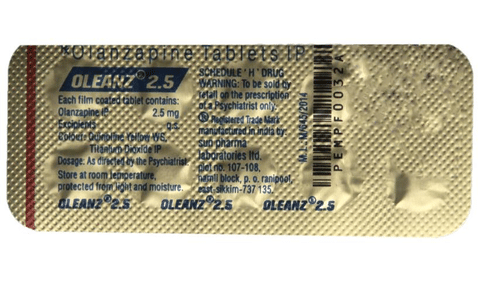 Olanzapine Tablets IP
OLEANZ® 2.5
Each film coated tablet contains:
Olanzapine IP 2.5 mg
Excipients q.s.
Colour: Quinoline Yellow WS,
Titanium Dioxide IP
Dosage: As directed by the Psychiatrist.
Store at room temperature,
protected from light and moisture.
SCHEDULE 'H' DRUG
WARNING: To be sold by
retail on the prescription
of a Psychiatrist only.
® Registered Trade Mark
manufactured in India by:
sun pharma
laboratories ltd.
plot no. 107-108,
namli block, p. o. ranipool,
east-sikkim-737 135.
M.L.
PEMPF0032A
OLEANZ® 2.5 OLEANZ® 2.5 OLEANZ® 2.5